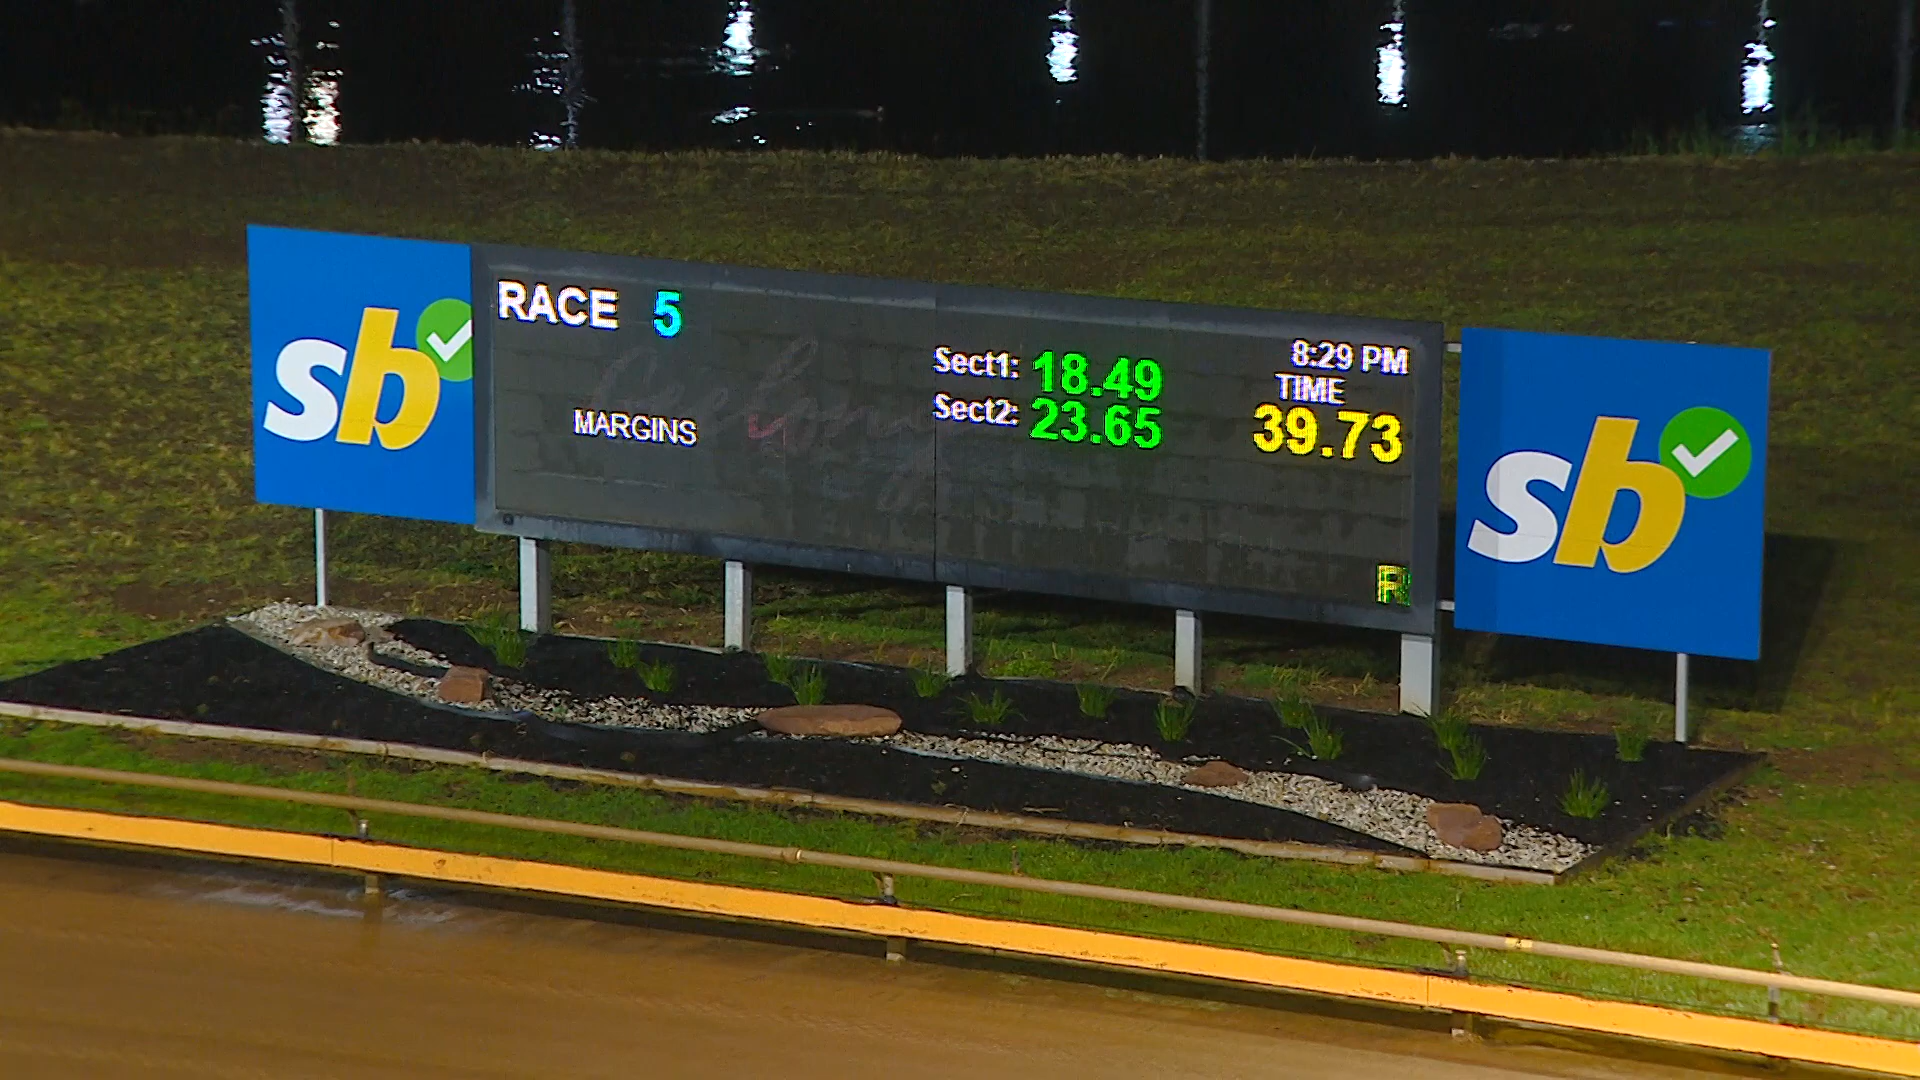 sb
RACE 5
MARGINS
Sect1: 18.49
Sect2: 23.65
8:29 PM
TIME
39.73
R
sb